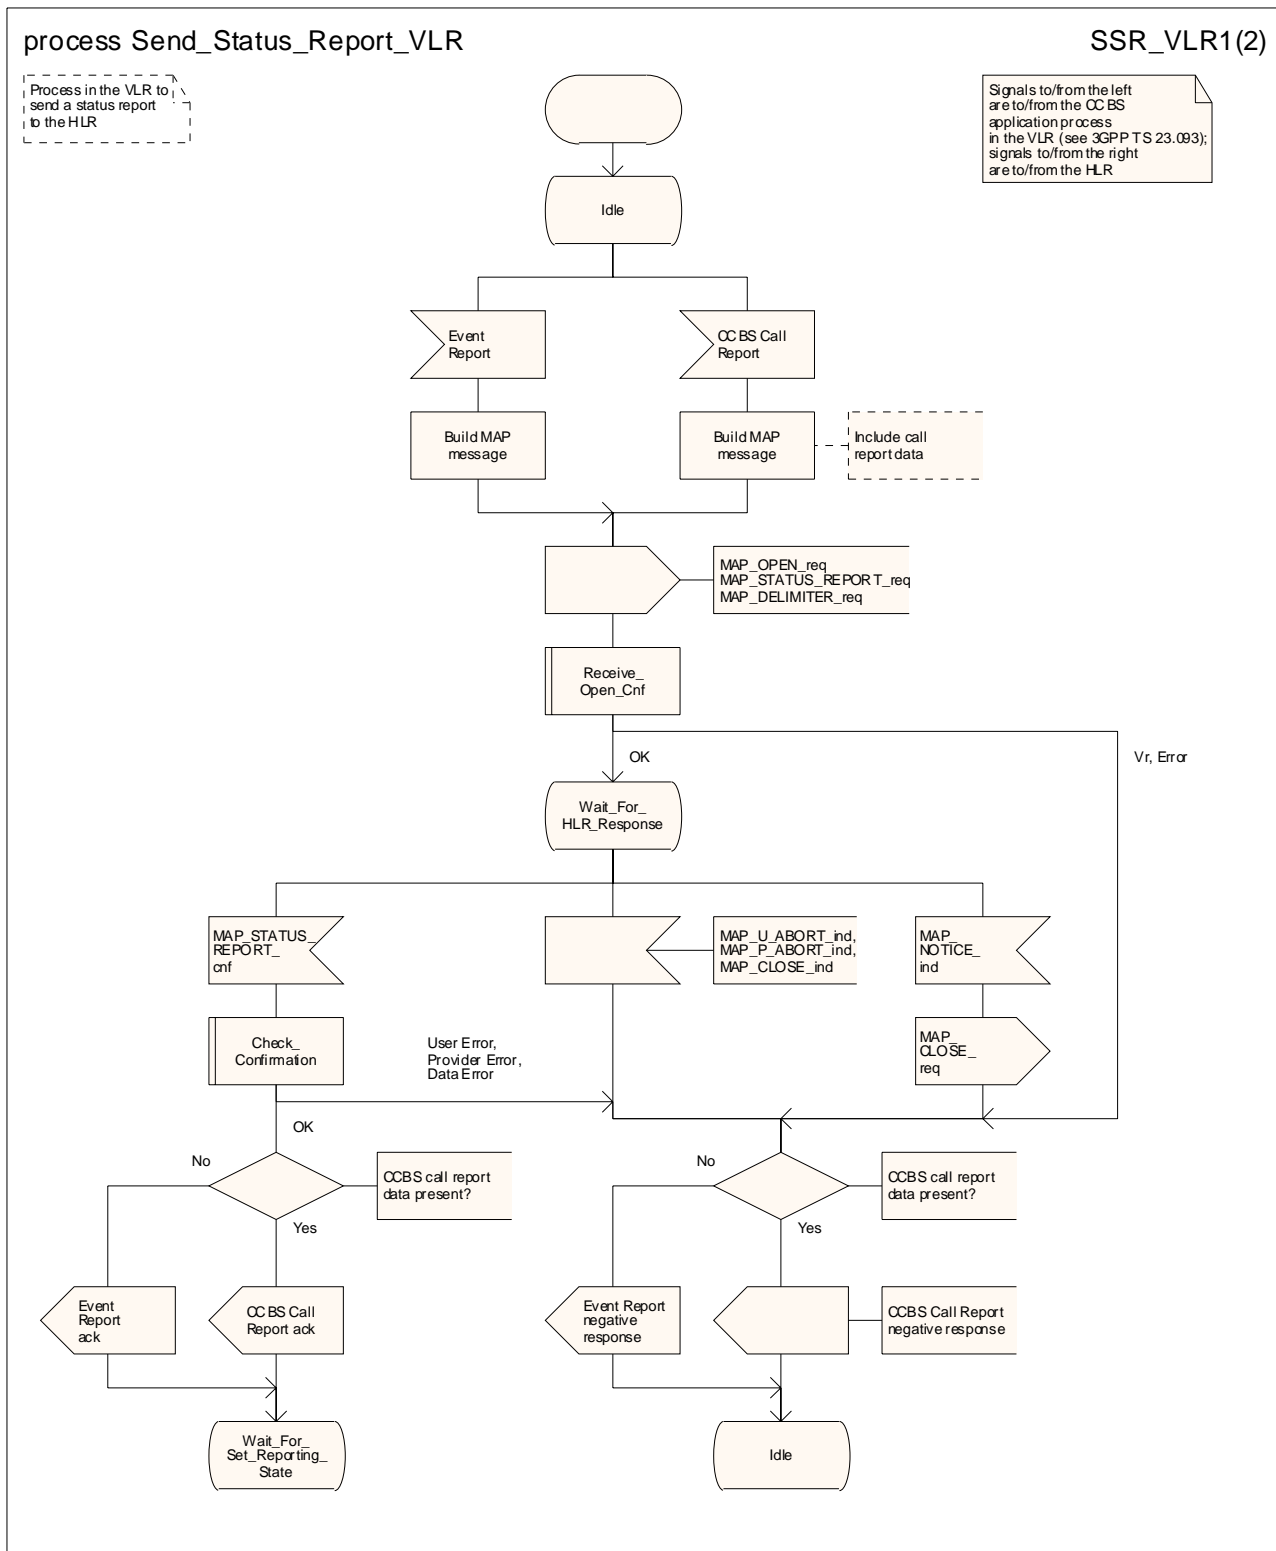 process Send_Status_Report_VLR
SSR_VLR1(2)
Process in the VLR to
send a status report
to the HLR
Signals to/from the left
are to/from the CCBS
application process
in the VLR (see 3GPP TS 23.093);
signals to/from the right
are to/from the HLR
Idle
Event
Report
CCBS Call
Report
Build MAP
message
Build MAP
message
Include call
report data
MAP_OPEN_req
MAP_STATUS_REPORT_req
MAP_DELIMITER_req
Receive_
Open_Cnf
OK
Vr, Error
Wait_For_
HLR_Response
MAP_STATUS_
REPORT_
cnf
MAP_U_ABORT_ind,
MAP_P_ABORT_ind,
MAP_CLOSE_ind
MAP_
NOTICE_
ind
Check_
Confirmation
User Error,
Provider Error,
Data Error
MAP_
CLOSE_
req
OK
No
CCBS call report
data present?
Yes
No
CCBS call report
data present?
Yes
Event
Report
ack
CCBS Call
Report ack
Event Report
negative
response
CCBS Call Report
negative response
Wait_For_
Set_Reporting_
State
Idle